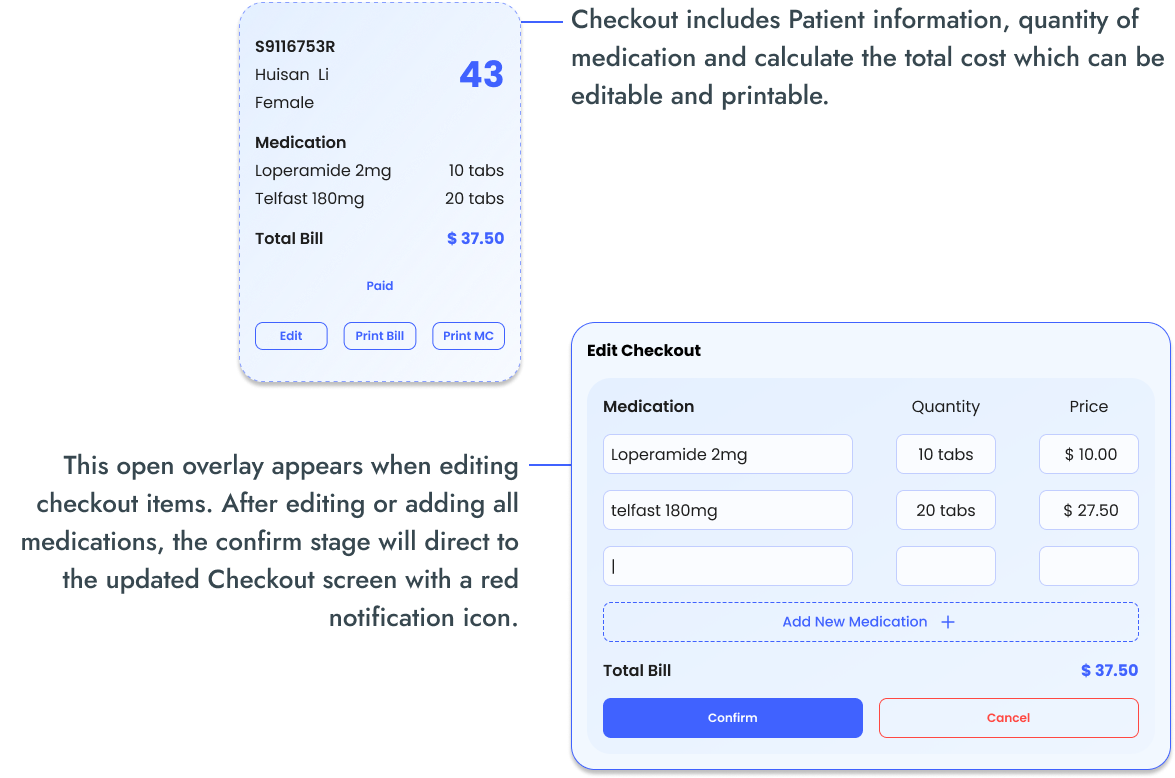 S9116753R
Huisan Li
Female
43
Medication
Loperamide 2mg 10 tabs
Telfast 180mg 20 tabs
Total Bill $ 37.50
Paid
Edit Print Bill Print MC
Checkout includes Patient information, quantity of
medication and calculate the total cost which can be
editable and printable.
This open overlay appears when editing
checkout items. After editing or adding all
medications, the confirm stage will direct to
the updated Checkout screen with a red
notification icon.
Edit Checkout
Medication Quantity Price
Loperamide 2mg 10 tabs $ 10.00
telfast 180mg 20 tabs $ 27.50
Add New Medication +
Total Bill $ 37.50
Confirm Cancel